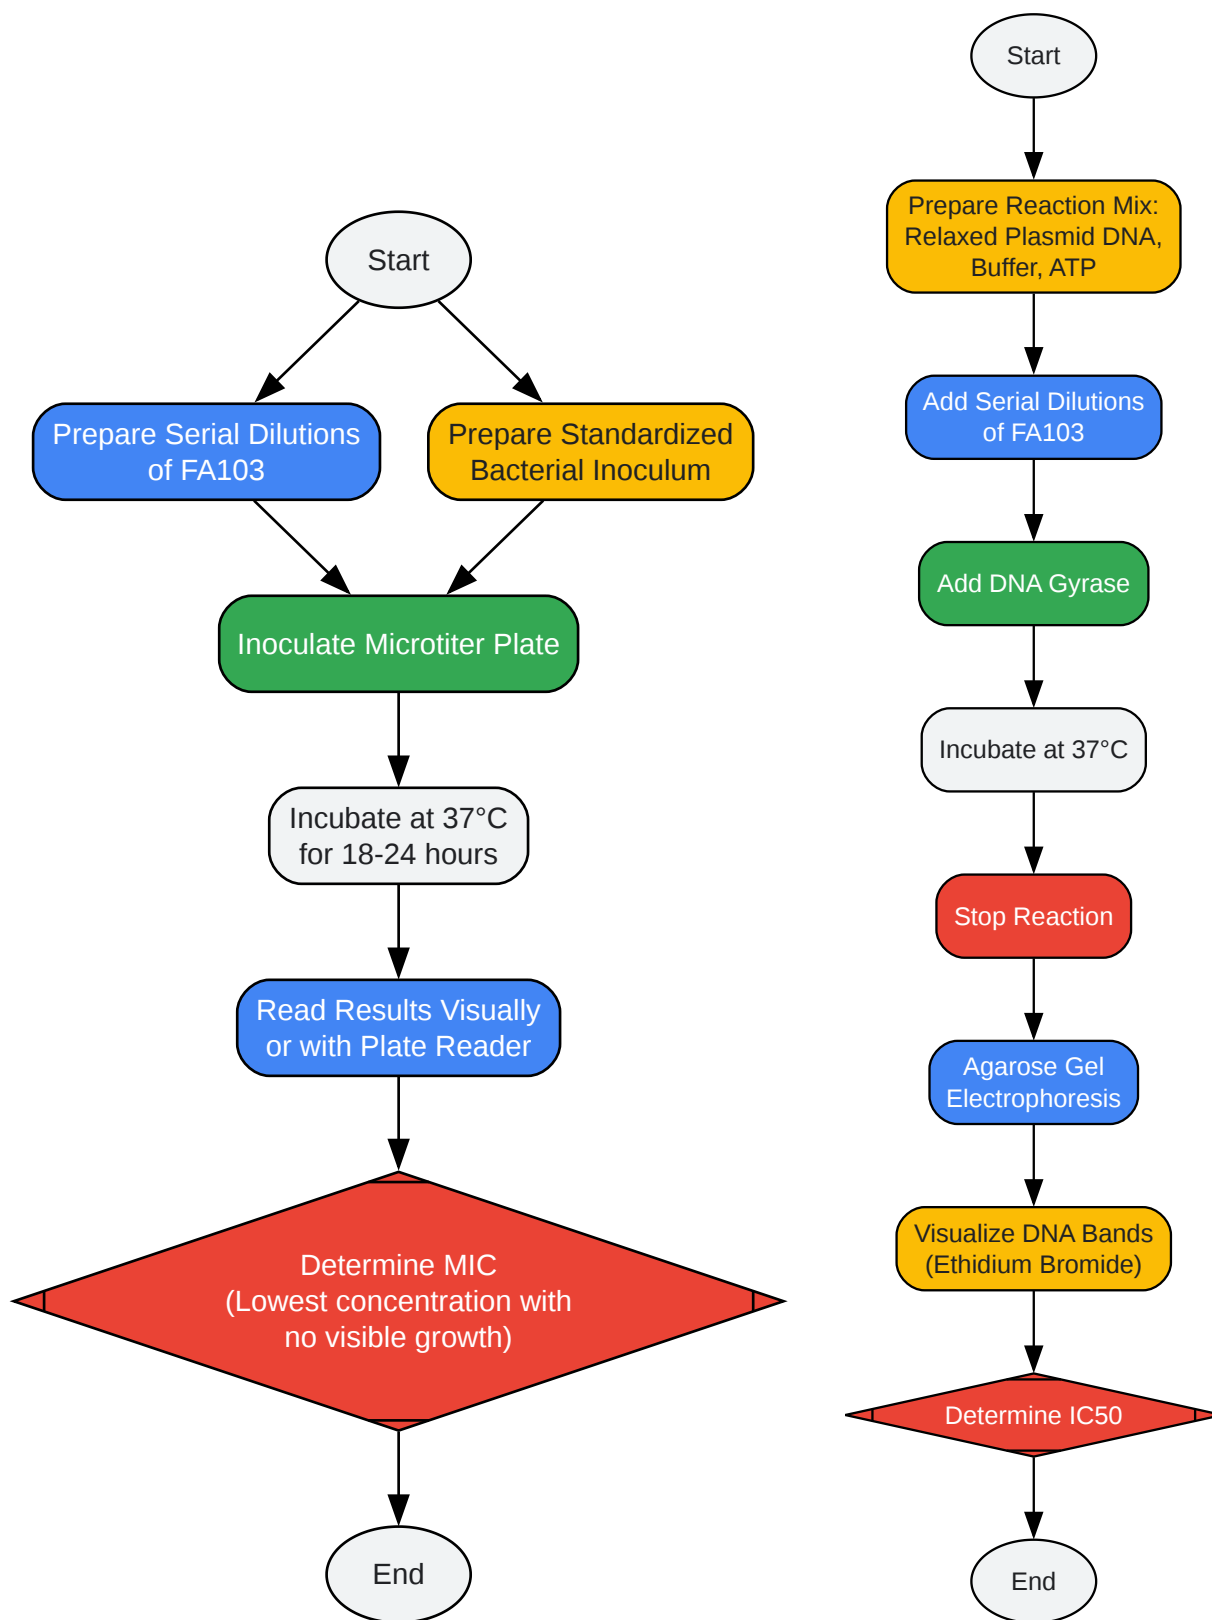 Start
Prepare Serial Dilutions
of FA103
Prepare Standardized
Bacterial Inoculum
Inoculate Microtiter Plate
Incubate at 37°C
for 18-24 hours
Read Results Visually
or with Plate Reader
Determine MIC
(Lowest concentration with
no visible growth)
End
Start
Prepare Reaction Mix:
Relaxed Plasmid DNA,
Buffer, ATP
Add Serial Dilutions
of FA103
Add DNA Gyrase
Incubate at 37°C
Stop Reaction
Agarose Gel
Electrophoresis
Visualize DNA Bands
(Ethidium Bromide)
Determine IC50
End